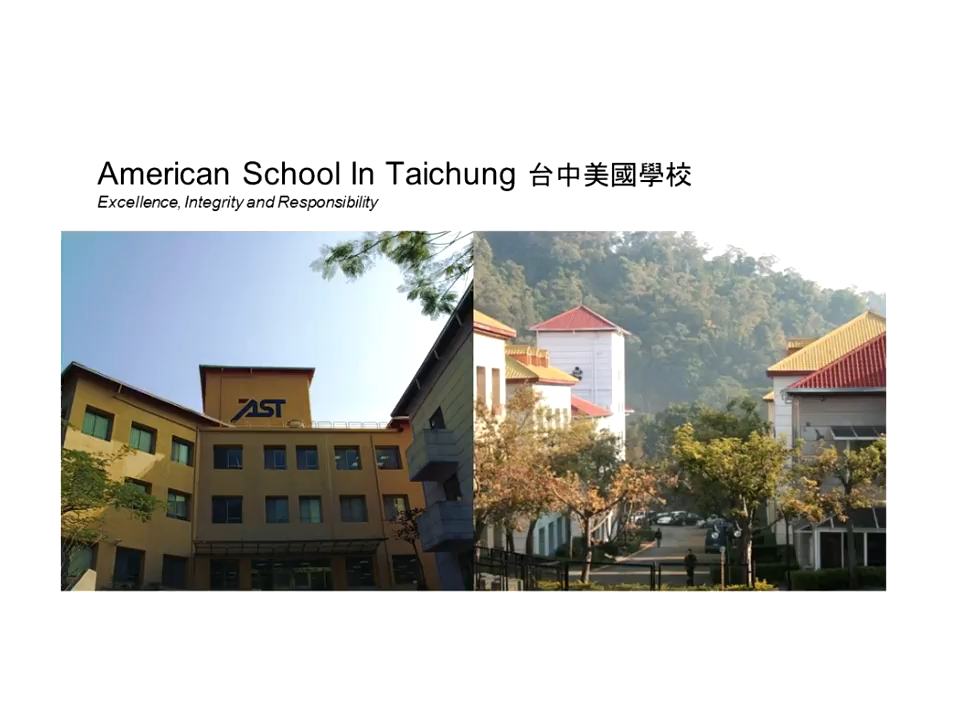 American School In Taichung 台中美國學校
Excellence, Integrity and Responsibility
AST